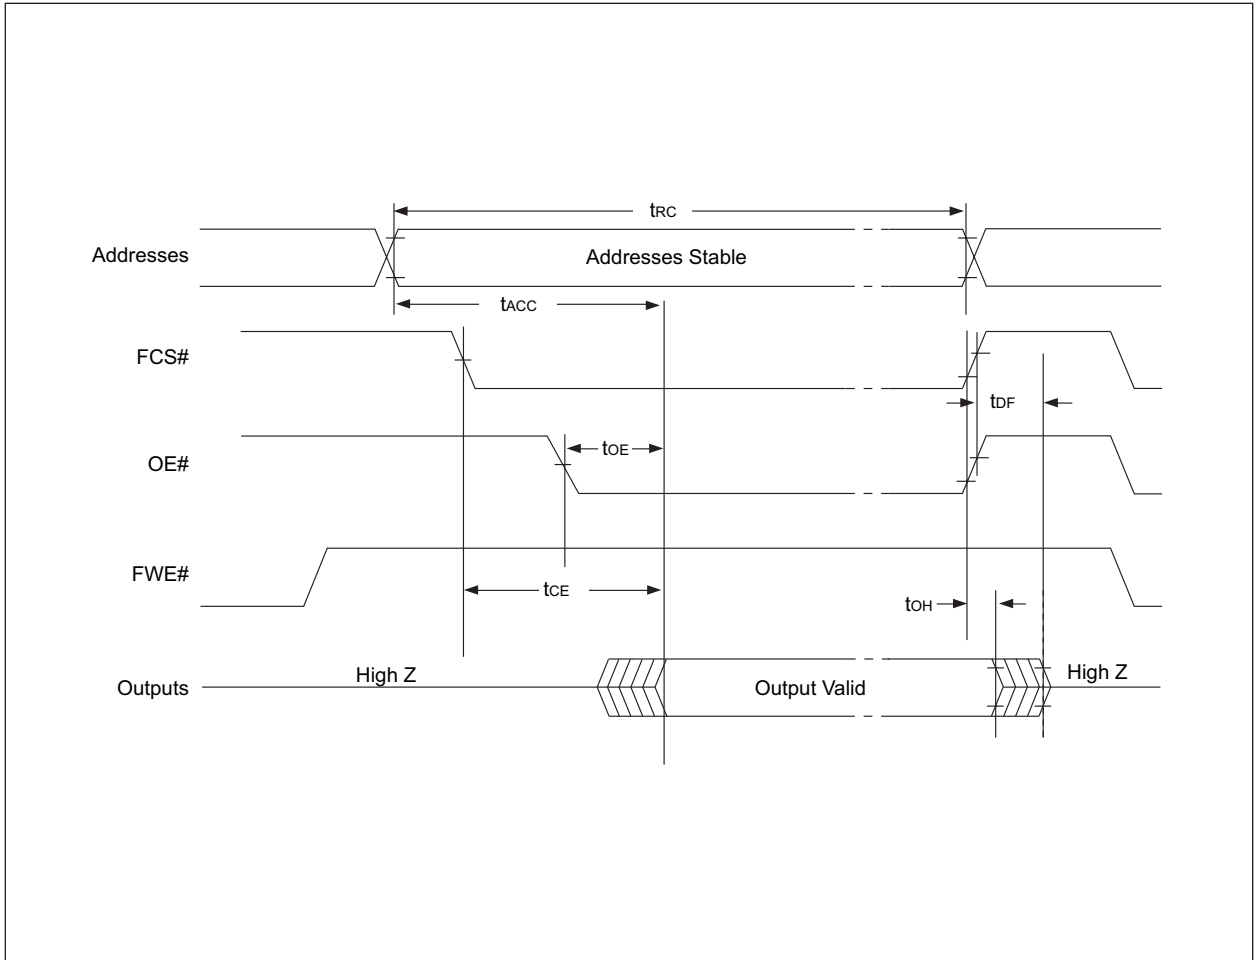 tRC
Addresses
Addresses Stable
tACC
FCS#
tDF
OE#
tOE
FWE#
tCE
tOH
Outputs
High Z
Output Valid
High Z